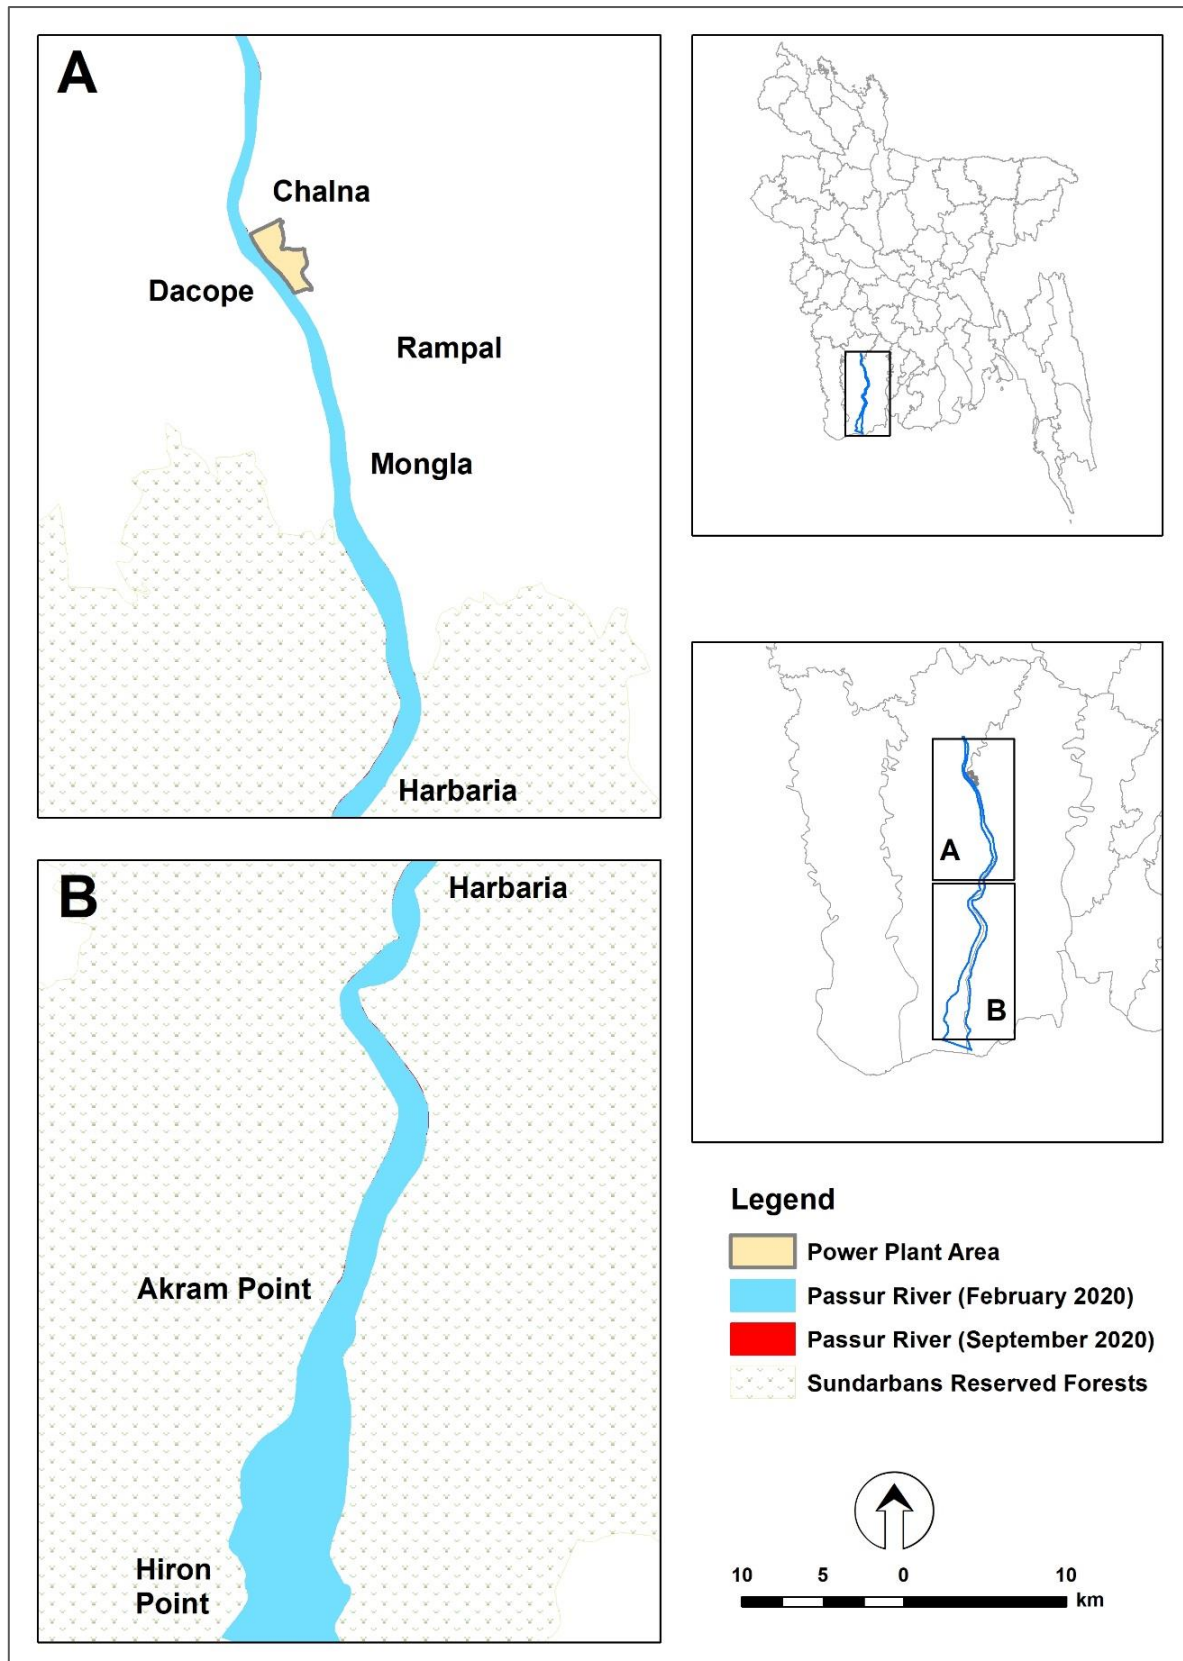 A
Chalna
Dacope
Rampal
Mongla
Harbaria
B
Harbaria
Akram Point
Hiron
Point
A
B
Legend
Power Plant Area
Passur River (February 2020)
Passur River (September 2020)
Sundarbans Reserved Forests
10 5 0 10
km